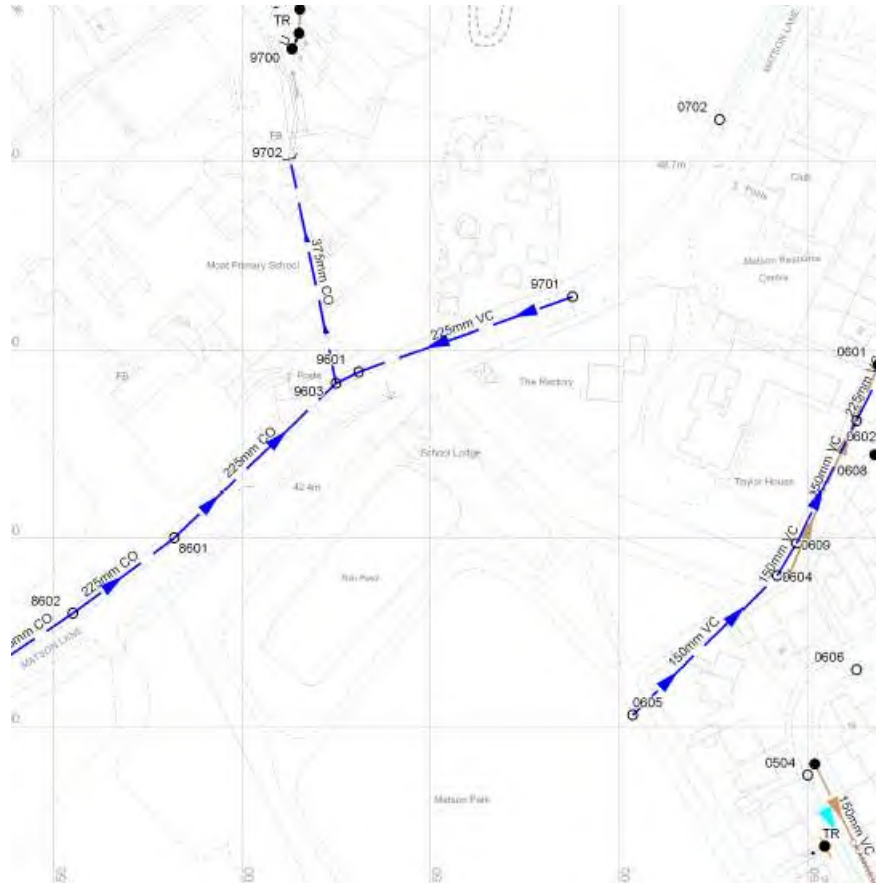 TR
9700
FB
9702
MATSON LANE
0702
48.7m
2 Posts
Club
Moat Primary School
375mm CO
Matson Resource
Centre
9701
225mm VC
9601
9603
FB
The Rectory
0601
225mm VC
0602
0608
225mm CO
School Lodge
42.4m
Taylor House
150mm VC
8601
0609
150mm VC
0604
225mm CO
8602
mm CO
MATSON LANE
150mm VC
0606
0605
0504
150mm VC
TR
Matson Park